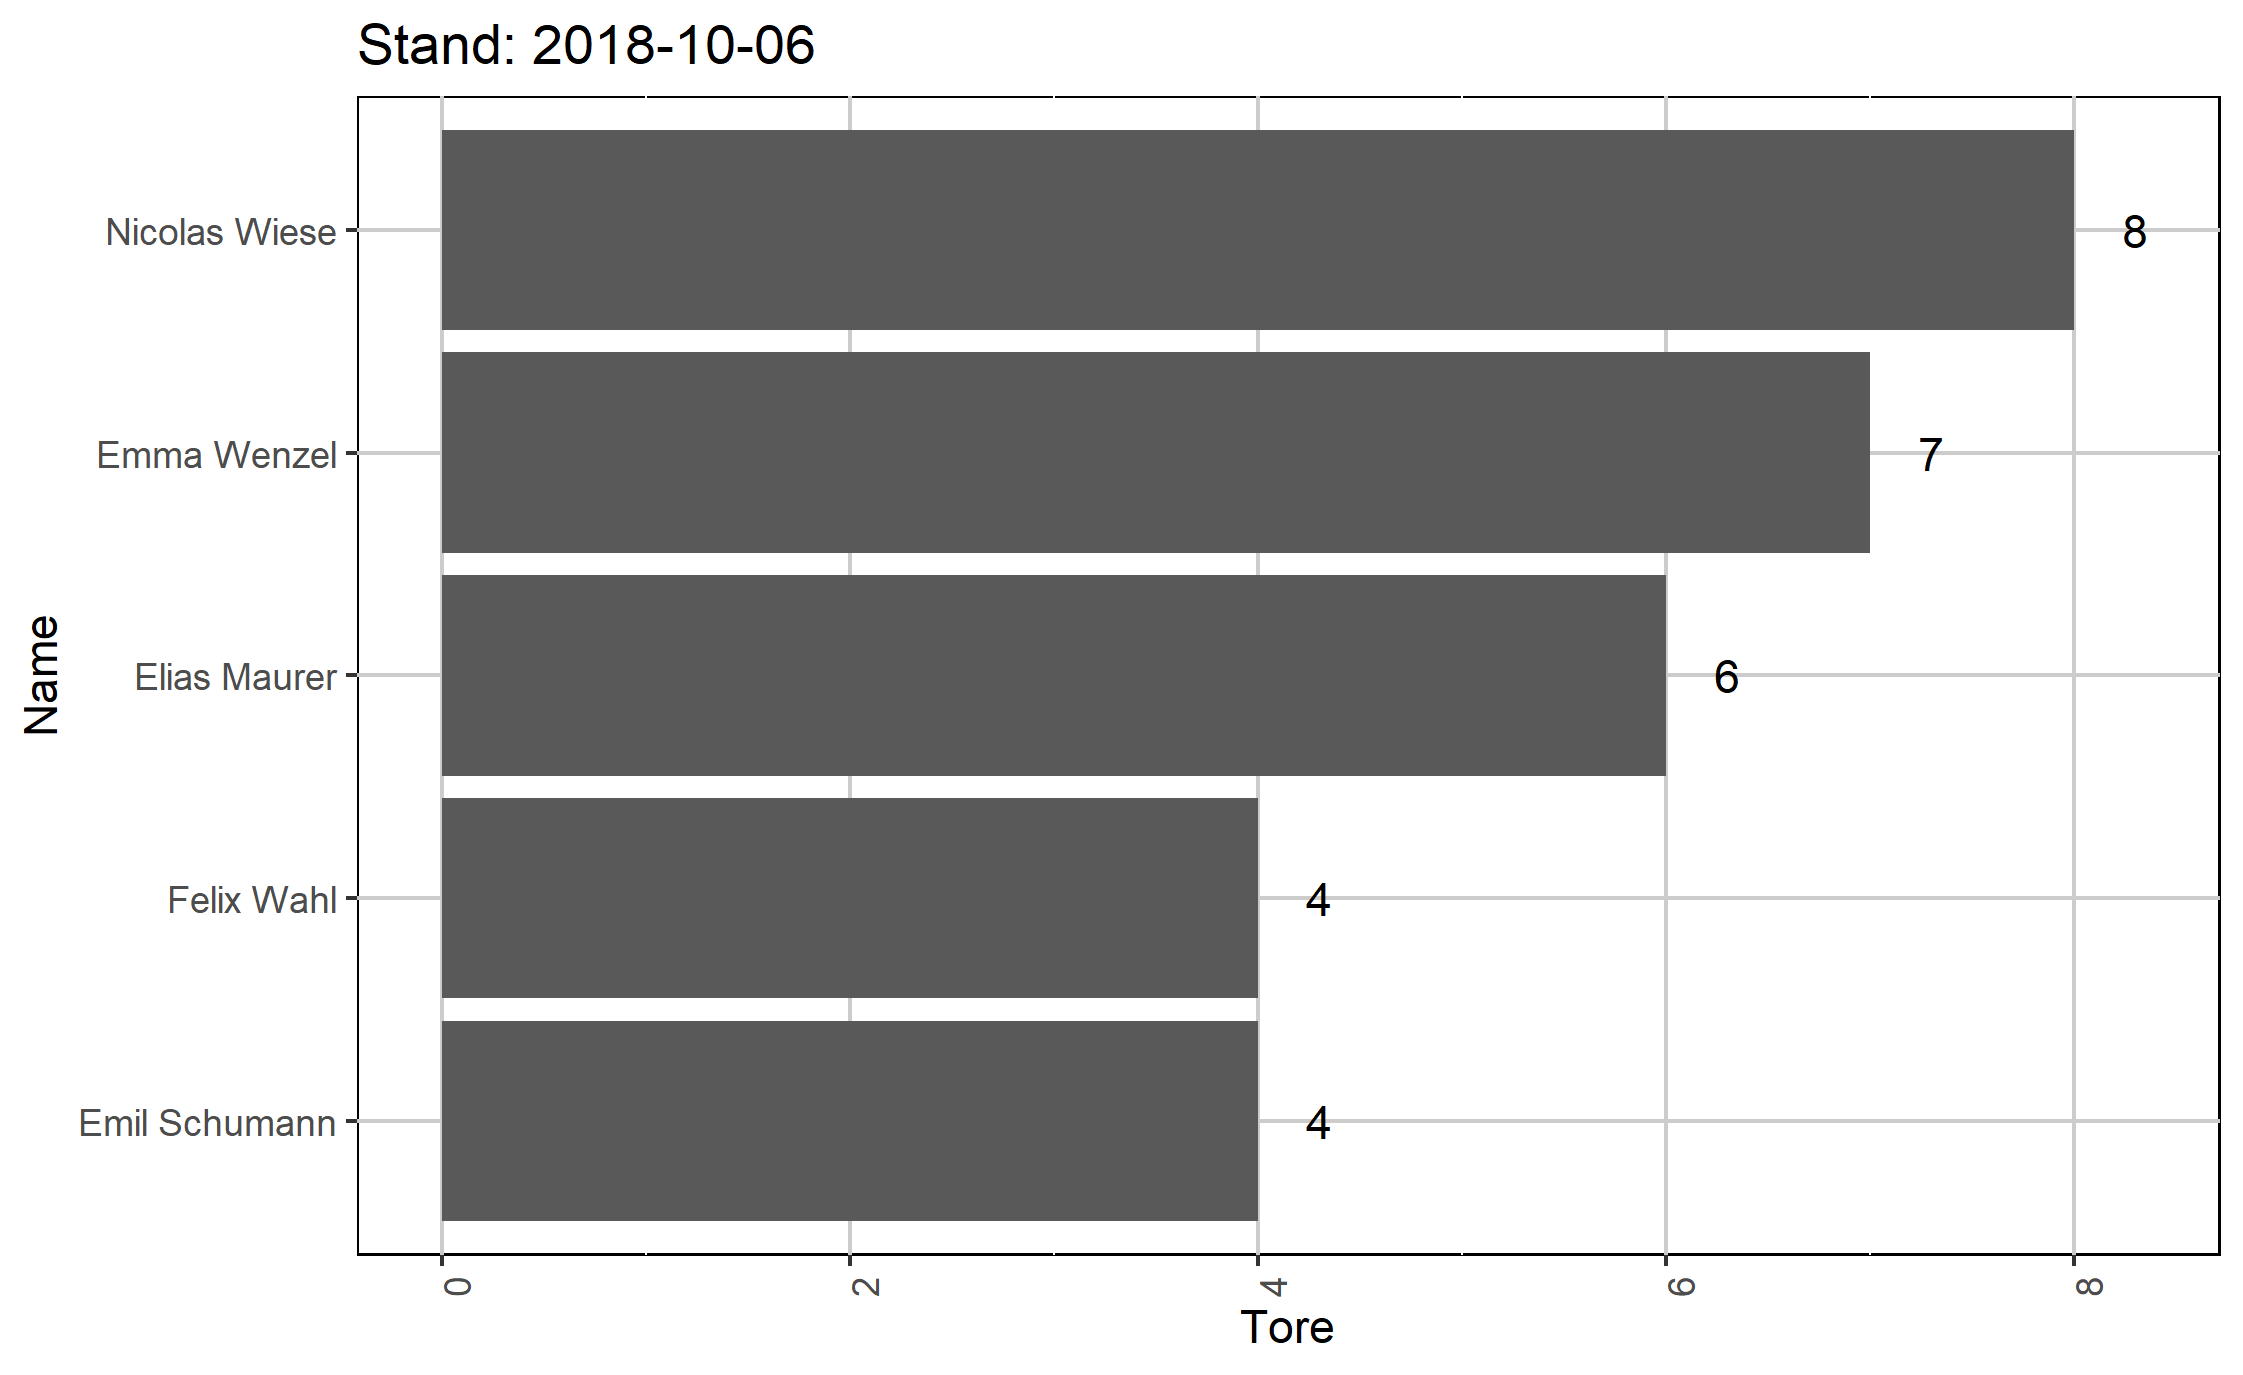 Stand: 2018-10-06
Name
Nicolas Wiese
8
Emma Wenzel
7
Elias Maurer
6
Felix Wahl
4
Emil Schumann
4
0 2 4 6 8
Tore